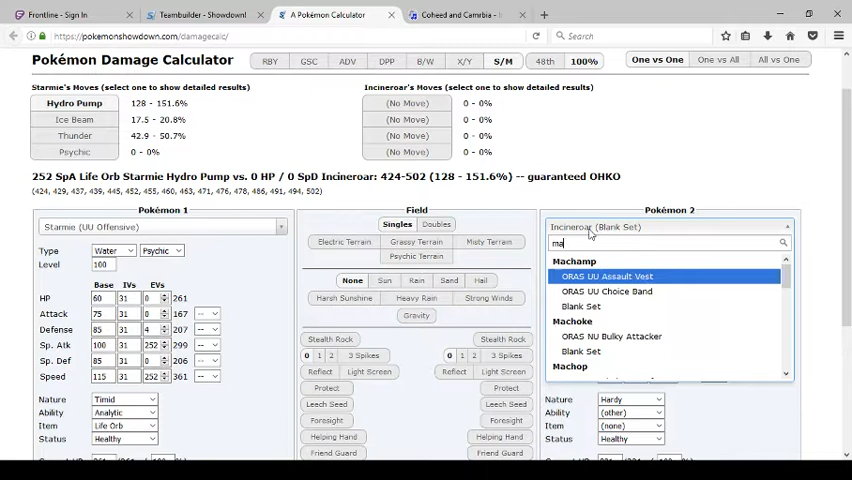 Frontline - Sign In
Teambuilder - Showdown!
A Pokémon Calculator
Coheed and Cambria - t
https://pokemonshowdown.com/damagecalc/
Search
Pokémon Damage Calculator
RBY GSC ADV DPP B/W X/Y S/M 48th 100% One vs One One vs All All vs One
Starmie's Moves (select one to show detailed results)
Incineroar's Moves (select one to show detailed results)
Hydro Pump 128 - 151.6% (No Move) 0 - 0%
Ice Beam 17.5 - 20.8% (No Move) 0 - 0%
Thunder 42.9 - 50.7% (No Move) 0 - 0%
Psychic 0 - 0% (No Move) 0 - 0%
252 SpA Life Orb Starmie Hydro Pump vs. 0 HP / 0 SpD Incineroar: 424-502 (128 - 151.6%) -- guaranteed OHKO
(424, 429, 437, 439, 445, 452, 455, 460, 463, 471, 476, 478, 486, 491, 494, 502)
Pokémon 1
Starmie (UU Offensive)
Type Water Psychic
Level 100
Base IVs EVs
HP 60 31 0 261
Attack 75 31 0 167 --
Defense 85 31 4 207 --
Sp. Atk 100 31 252 299 --
Sp. Def 85 31 0 206 --
Speed 115 31 252 361 --
Nature Timid
Ability Analytic
Item Life Orb
Status Healthy
Field
Singles Doubles
Electric Terrain Grassy Terrain Misty Terrain
Psychic Terrain
None Sun Rain Sand Hail
Harsh Sunshine Heavy Rain Strong Winds
Gravity
Stealth Rock Stealth Rock
0 1 2 3 Spikes 0 1 2 3 Spikes
Reflect Light Screen Reflect Light Screen
Protect Protect
Leech Seed Leech Seed
Foresight Foresight
Helping Hand Helping Hand
Friend Guard Friend Guard
Pokémon 2
Incineroar (Blank Set)
ma
Machamp
ORAS UU Assault Vest
ORAS UU Choice Band
Blank Set
Machoke
ORAS NU Bulky Attacker
Blank Set
Machop
Nature Hardy
Ability (other)
Item (none)
Status Healthy